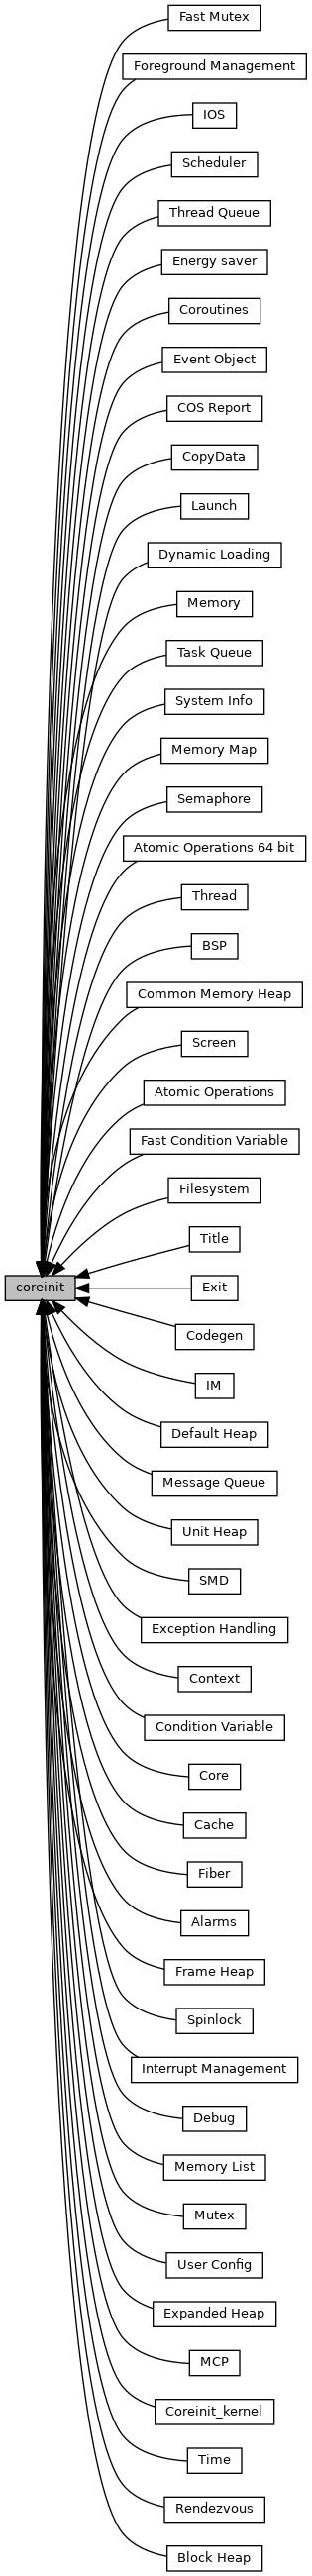 Fast Mutex
Foreground Management
IOS
Scheduler
Thread Queue
Energy saver
Coroutines
Event Object
COS Report
CopyData
Launch
Dynamic Loading
Memory
Task Queue
System Info
Memory Map
Semaphore
Atomic Operations 64 bit
Thread
BSP
Common Memory Heap
Screen
Atomic Operations
Fast Condition Variable
Filesystem
Title
coreinit
Exit
Codegen
IM
Default Heap
Message Queue
Unit Heap
SMD
Exception Handling
Context
Condition Variable
Core
Cache
Fiber
Alarms
Frame Heap
Spinlock
Interrupt Management
Debug
Memory List
Mutex
User Config
Expanded Heap
MCP
Coreinit_kernel
Time
Rendezvous
Block Heap